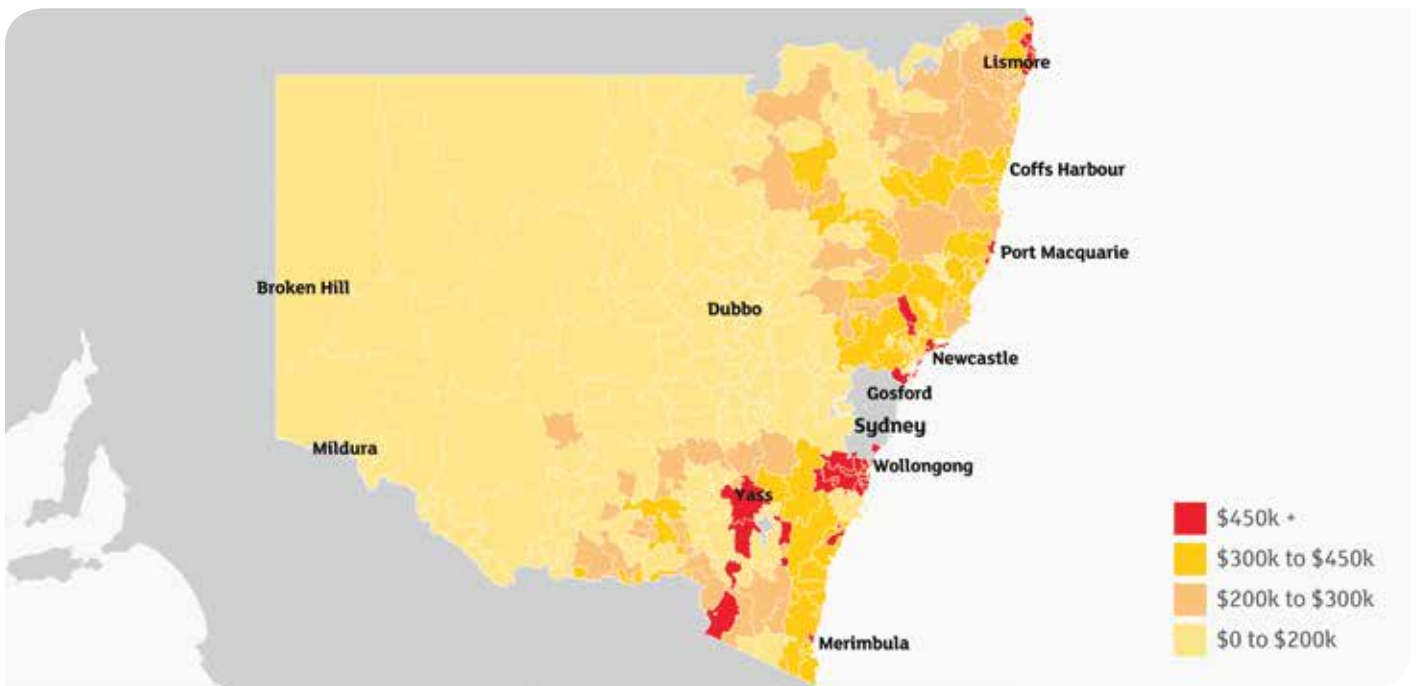 Lismore
Coffs Harbour
Port Macquarie
Broken Hill
Dubbo
Newcastle
Gosford
Sydney
Mildura
Wollongong
Yass
$450k +
$300k to $450k
$200k to $300k
$0 to $200k
Merimbula